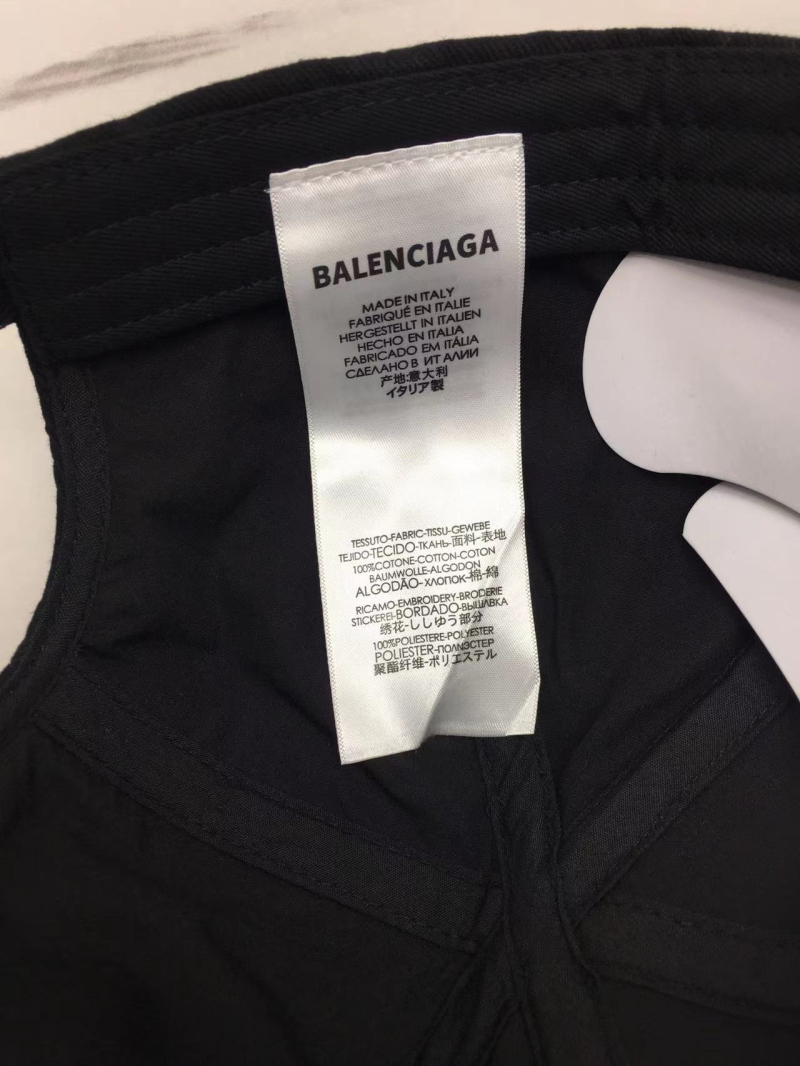 BALENCIAGA
MADE IN ITALY
FABRIQUÉ EN ITALIE
HERGESTELLT IN ITALIEN
HECHO EN ITALIA
FABRICADO EM ITÁLIA
СДЕЛАНО В ИТАЛИИ
产地:意大利
イタリア製
TESSUTO-FABRIC-TISSU-GEWEBE
TEJIDO-TECIDO-ТКАНЬ-面料-表地
100%COTONE-COTTON-COTON
BAUMWOLLE-ALGODON
ALGODÃO-ХЛОПОК-棉-綿
RICAMO-EMBROIDERY-BRODERIE
STICKEREI-BORDADO-ВЫШИВКА
绣花-ししゆう部分
100%POLIESTERE-POLYESTER
POLIESTER-ПОЛИЭСТЕР
聚酯纤维-ポリエステル